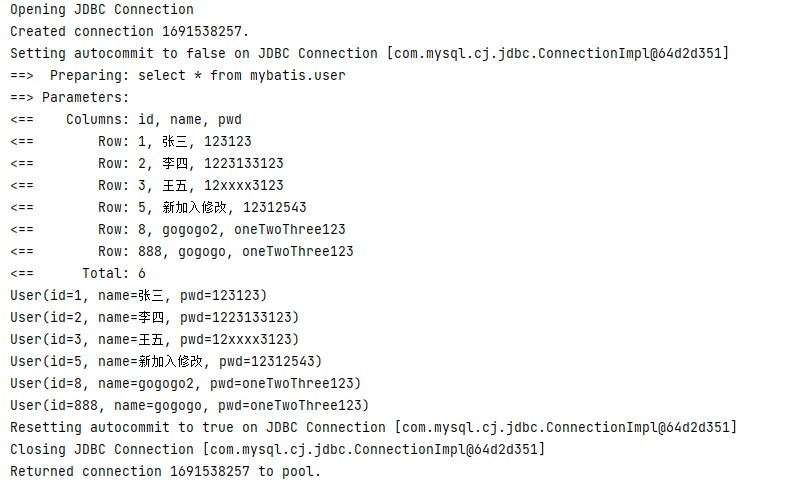 Opening JDBC Connection
Created connection 1691538257.
Setting autocommit to false on JDBC Connection [com.mysql.cj.jdbc.ConnectionImpl@64d2d351]
==>  Preparing: select * from mybatis.user
==> Parameters:
<==    Columns: id, name, pwd
<==        Row: 1, 张三, 123123
<==        Row: 2, 李四, 1223133123
<==        Row: 3, 王五, 12xxxx3123
<==        Row: 5, 新加入修改, 12312543
<==        Row: 8, gogogo2, oneTwoThree123
<==        Row: 888, gogogo, oneTwoThree123
<==      Total: 6
User(id=1, name=张三, pwd=123123)
User(id=2, name=李四, pwd=1223133123)
User(id=3, name=王五, pwd=12xxxx3123)
User(id=5, name=新加入修改, pwd=12312543)
User(id=8, name=gogogo2, pwd=oneTwoThree123)
User(id=888, name=gogogo, pwd=oneTwoThree123)
Resetting autocommit to true on JDBC Connection [com.mysql.cj.jdbc.ConnectionImpl@64d2d351]
Closing JDBC Connection [com.mysql.cj.jdbc.ConnectionImpl@64d2d351]
Returned connection 1691538257 to pool.